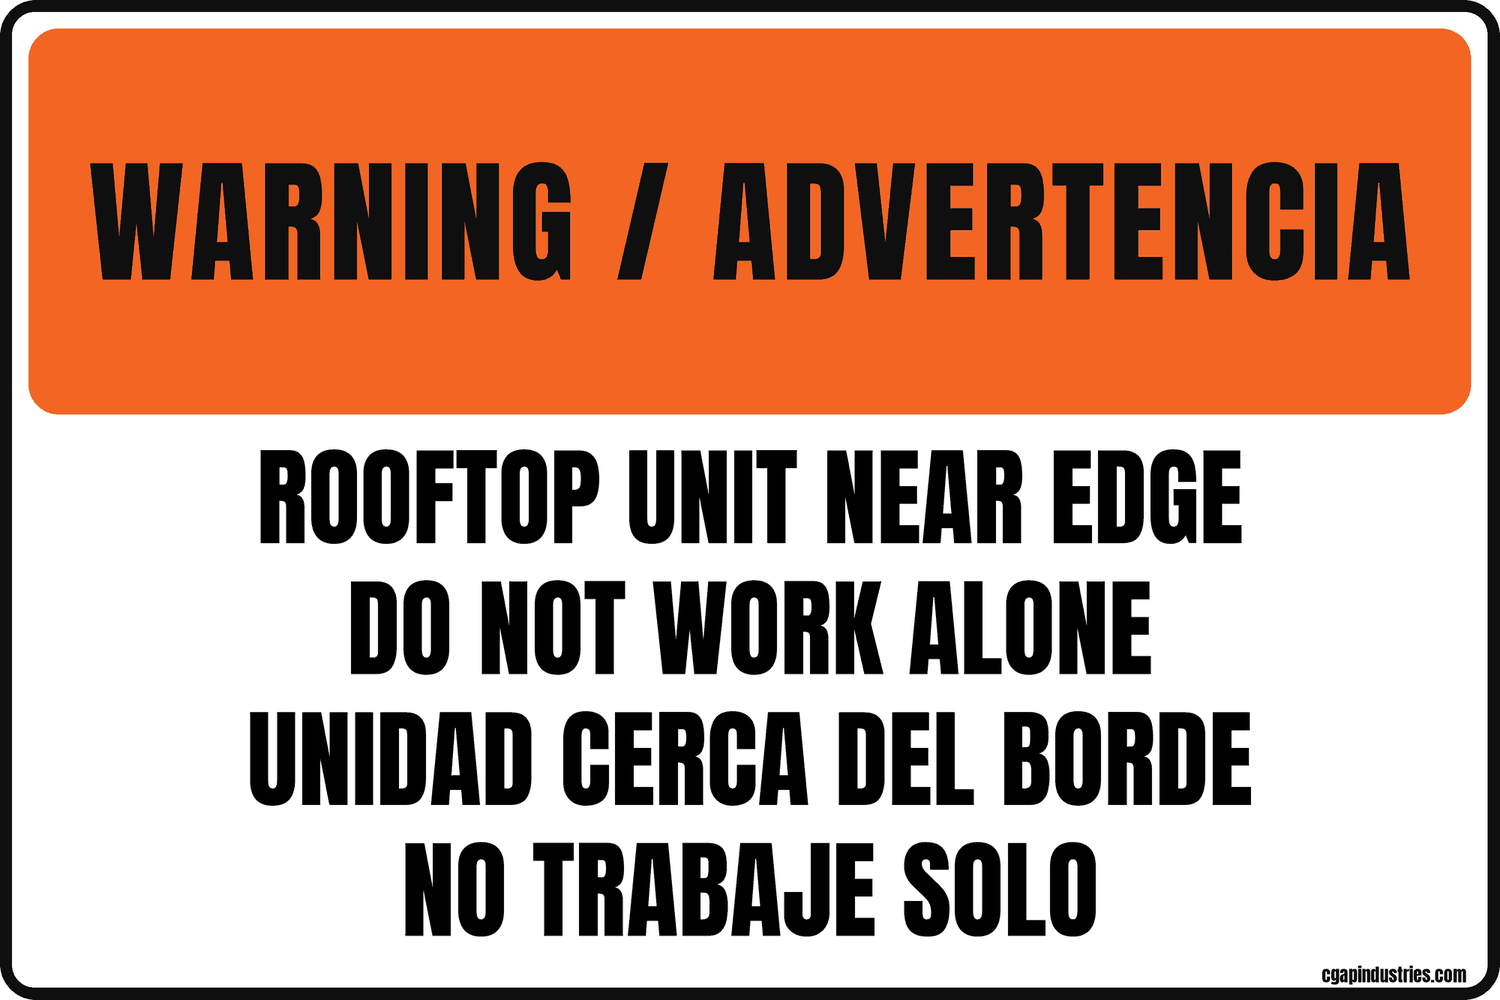 WARNING / ADVERTENCIA
ROOFTOP UNIT NEAR EDGE
DO NOT WORK ALONE
UNIDAD CERCA DEL BORDE
NO TRABAJE SOLO
cgapindustries.com